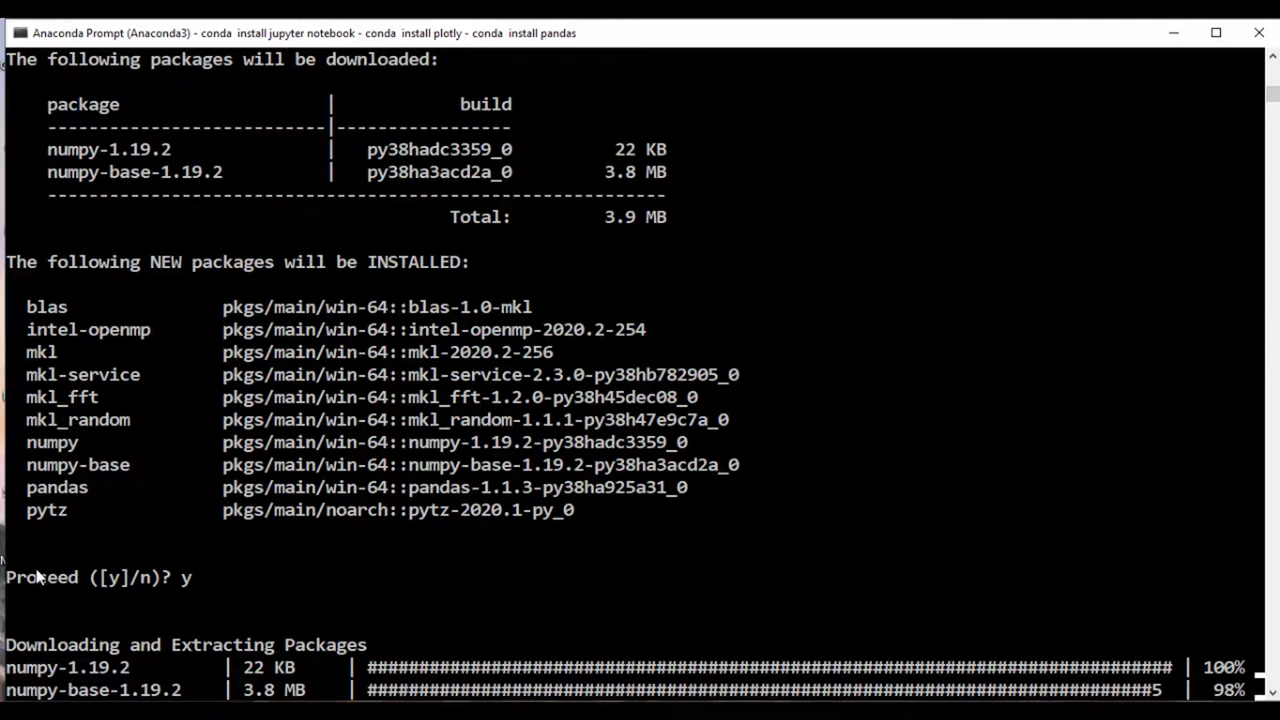 Anaconda Prompt (Anaconda3) - conda  install jupyter notebook - conda  install plotly - conda  install pandas
The following packages will be downloaded:
package                    |            build
---------------------------|-----------------
numpy-1.19.2               |   py38hadc3359_0          22 KB
numpy-base-1.19.2          |   py38ha3acd2a_0         3.8 MB
------------------------------------------------------------
Total:         3.9 MB
The following NEW packages will be INSTALLED:
blas               pkgs/main/win-64::blas-1.0-mkl
intel-openmp       pkgs/main/win-64::intel-openmp-2020.2-254
mkl                pkgs/main/win-64::mkl-2020.2-256
mkl-service        pkgs/main/win-64::mkl-service-2.3.0-py38hb782905_0
mkl_fft            pkgs/main/win-64::mkl_fft-1.2.0-py38h45dec08_0
mkl_random         pkgs/main/win-64::mkl_random-1.1.1-py38h47e9c7a_0
numpy              pkgs/main/win-64::numpy-1.19.2-py38hadc3359_0
numpy-base         pkgs/main/win-64::numpy-base-1.19.2-py38ha3acd2a_0
pandas             pkgs/main/win-64::pandas-1.1.3-py38ha925a31_0
pytz               pkgs/main/noarch::pytz-2020.1-py_0
Proceed ([y]/n)? y
Downloading and Extracting Packages
numpy-1.19.2         | 22 KB     | ############################################################################## | 100%
numpy-base-1.19.2    | 3.8 MB    | ############################################################################5  |  98%